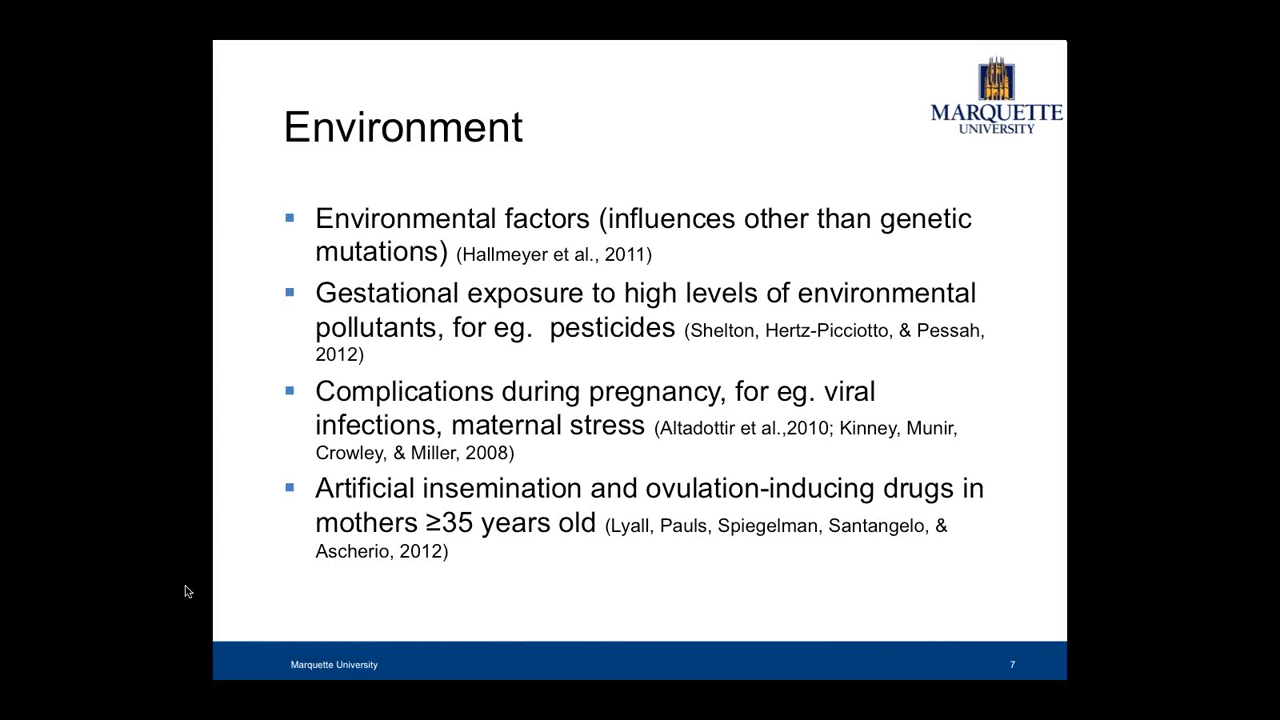 MARQUETTE
UNIVERSITY
Environment
Environmental factors (influences other than genetic
mutations) (Hallmeyer et al., 2011)
Gestational exposure to high levels of environmental
pollutants, for eg.  pesticides (Shelton, Hertz-Picciotto, & Pessah,
2012)
Complications during pregnancy, for eg. viral
infections, maternal stress (Altadottir et al.,2010; Kinney, Munir,
Crowley, & Miller, 2008)
Artificial insemination and ovulation-inducing drugs in
mothers ≥35 years old (Lyall, Pauls, Spiegelman, Santangelo, &
Ascherio, 2012)
Marquette University
7